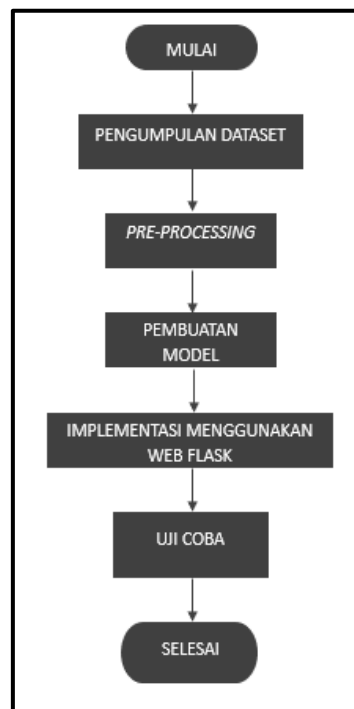 MULAI
PENGUMPULAN DATASET
PRE-PROCESSING
PEMBUATAN
MODEL
IMPLEMENTASI MENGGUNAKAN
WEB FLASK
UJI COBA
SELESAI